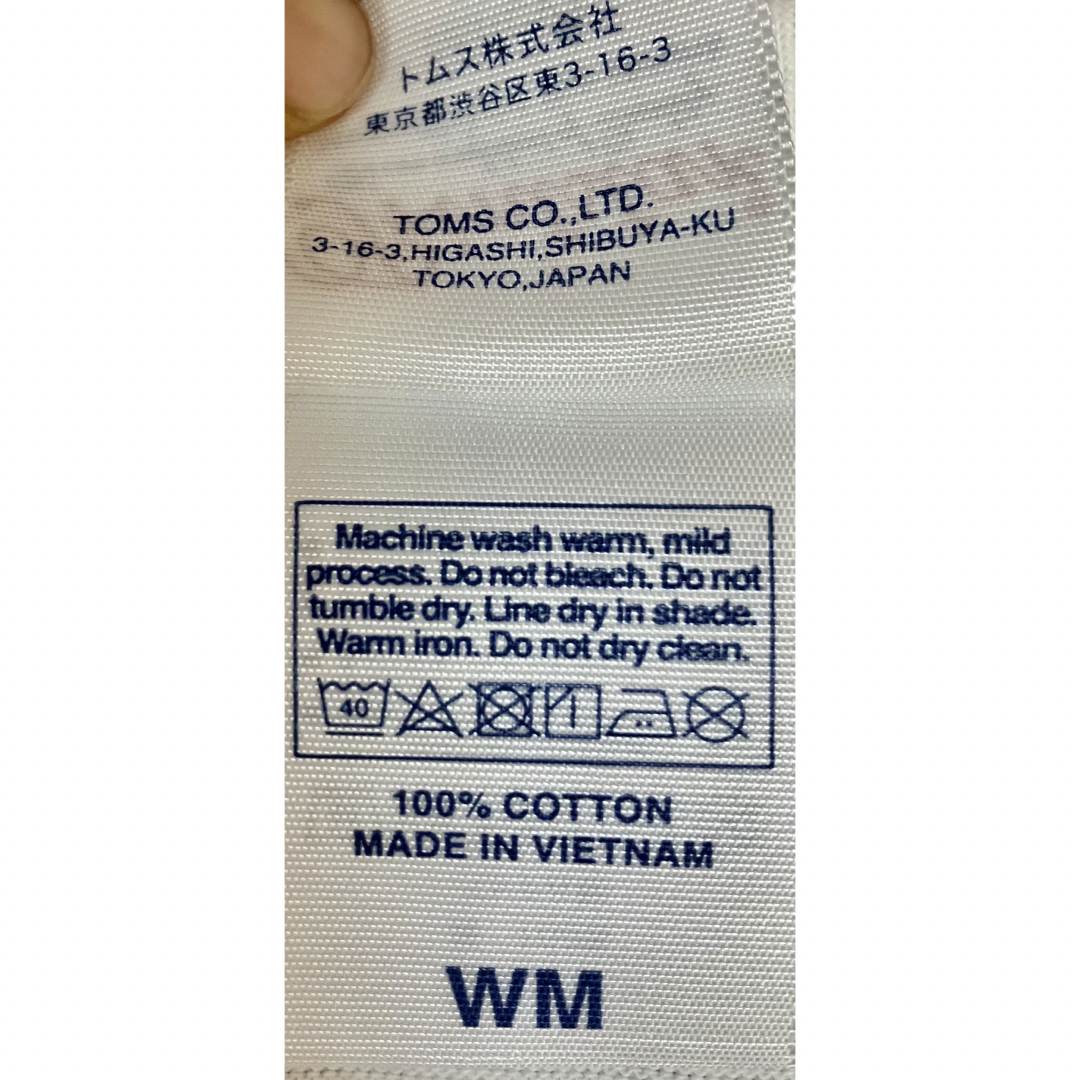 トムス株式会社
東京都渋谷区東3-16-3
TOMS CO.,LTD.
3-16-3,HIGASHI,SHIBUYA-KU
TOKYO,JAPAN
Machine wash warm, mild
process. Do not bleach. Do not
tumble dry. Line dry in shade.
Warm iron. Do not dry clean.
40
100% COTTON
MADE IN VIETNAM
WM